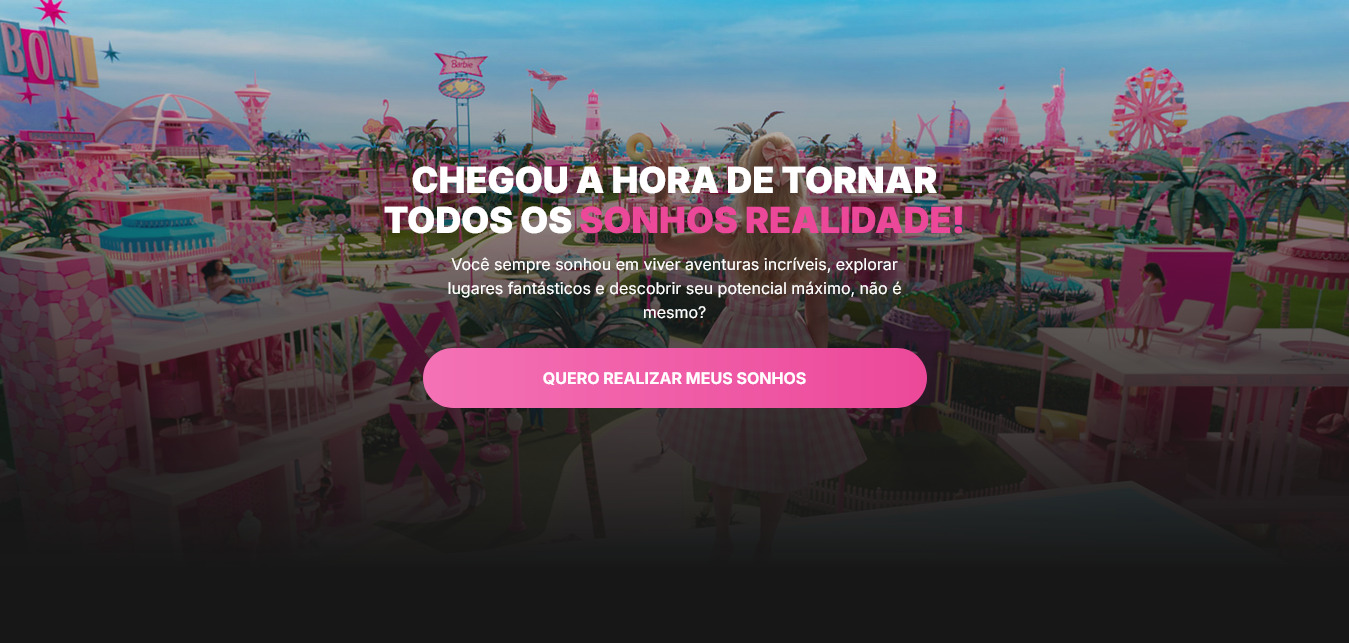 BOWL
Barbie
CHEGOU A HORA DE TORNAR
TODOS OS SONHOS REALIDADE!
Você sempre sonhou em viver aventuras incríveis, explorar
lugares fantásticos e descobrir seu potencial máximo, não é
mesmo?
QUERO REALIZAR MEUS SONHOS